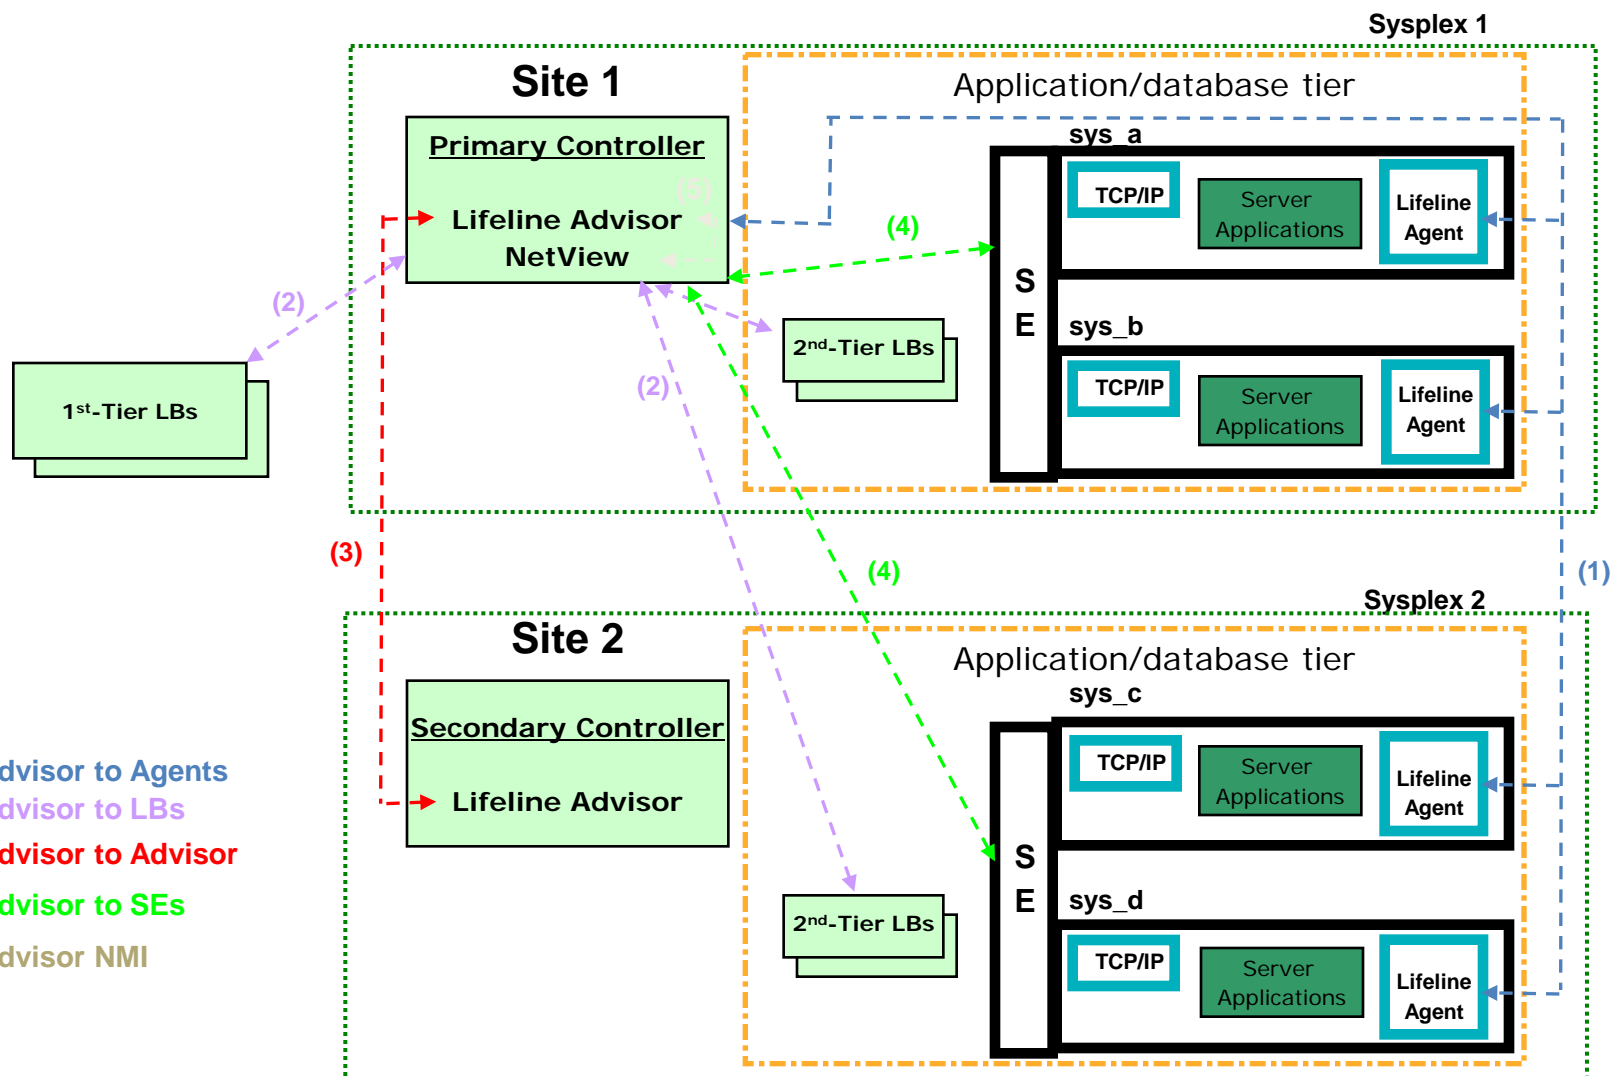 Sysplex 1
Site 1
Application/database tier
Primary Controller
(5)
Lifeline Advisor
NetView
sys_a
TCP/IP
Server
Applications
Lifeline
Agent
(4)
S
E
sys_b
TCP/IP
Server
Applications
Lifeline
Agent
(2)
2nd-Tier LBs
(2)
1st-Tier LBs
(3)
(4)
(1)
Sysplex 2
Site 2
Application/database tier
Secondary Controller
Lifeline Advisor
sys_c
TCP/IP
Server
Applications
Lifeline
Agent
S
E
sys_d
TCP/IP
Server
Applications
Lifeline
Agent
2nd-Tier LBs
dvisor to Agents
dvisor to LBs
dvisor to Advisor
dvisor to SEs
dvisor NMI